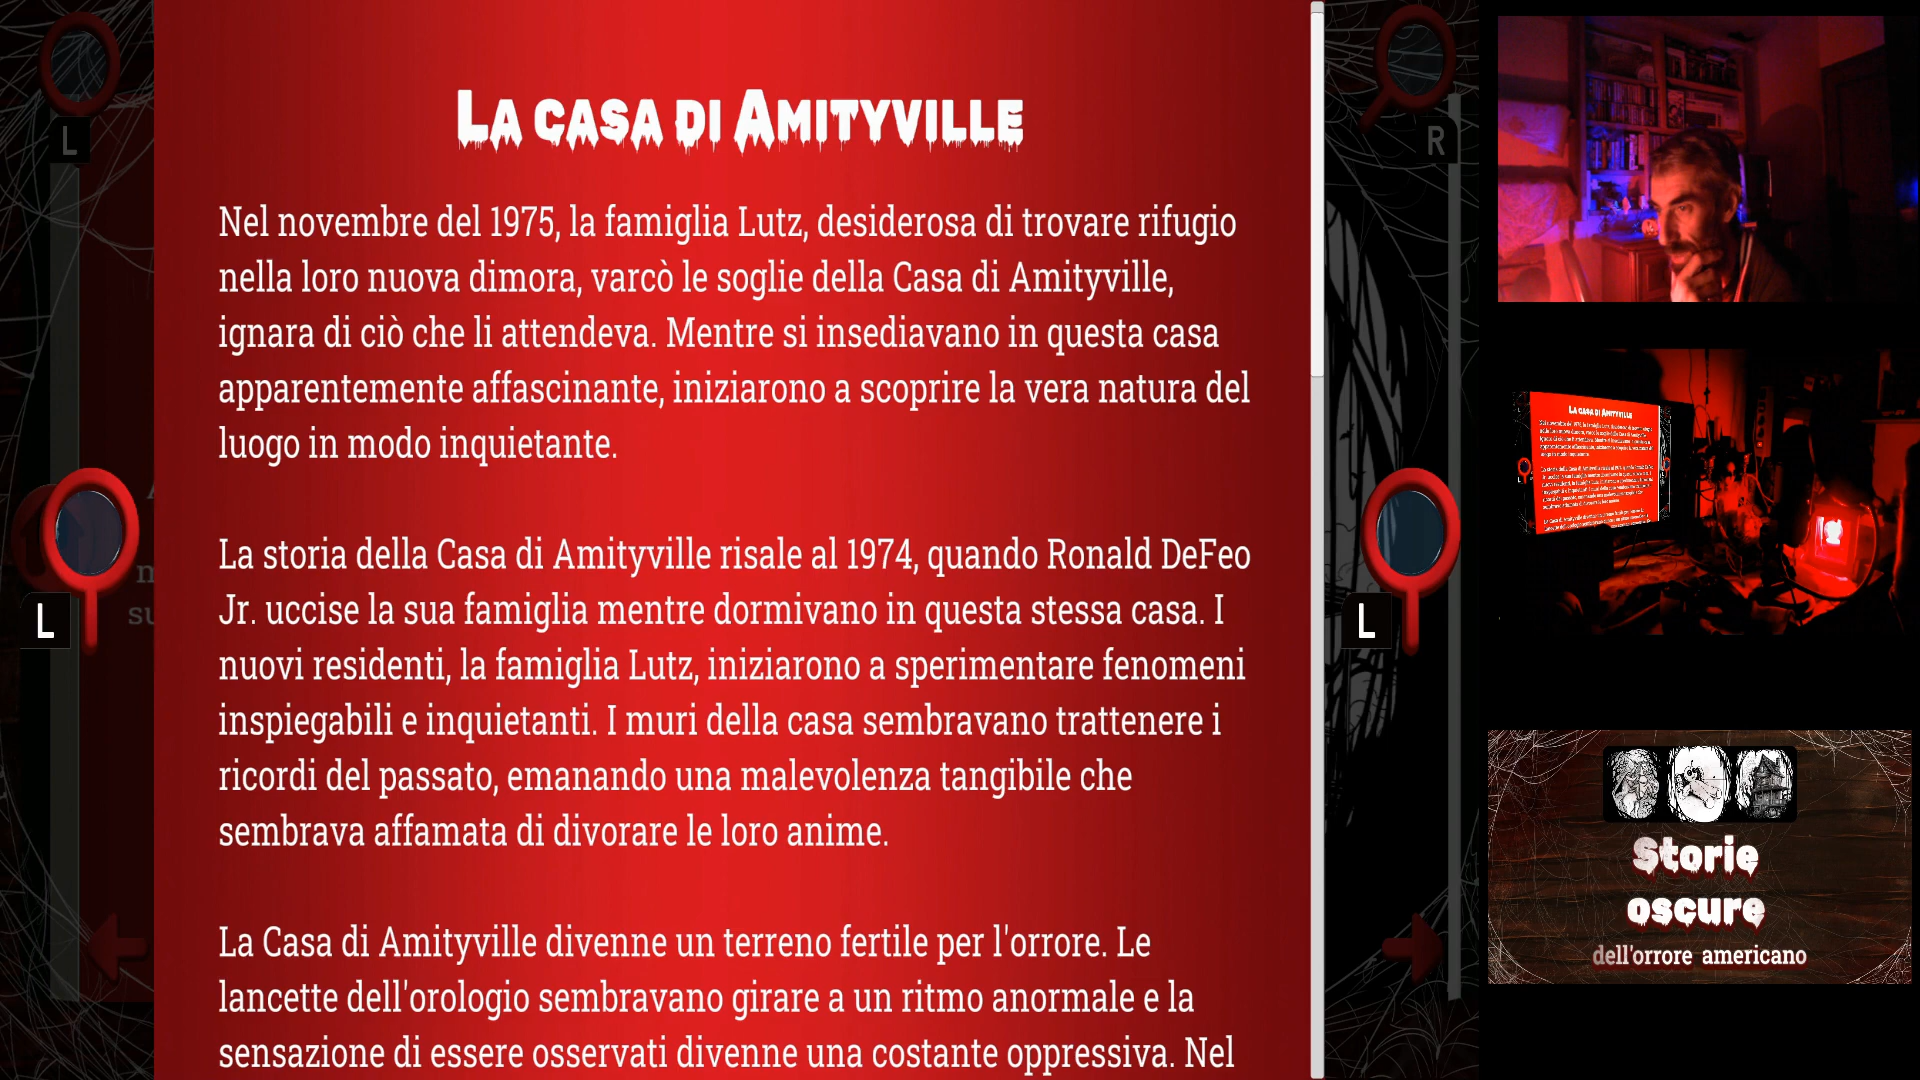 La casa di Amityville
Nel novembre del 1975, la famiglia Lutz, desiderosa di trovare rifugio
nella loro nuova dimora, varcò le soglie della Casa di Amityville,
ignara di ciò che li attendeva. Mentre si insediavano in questa casa
apparentemente affascinante, iniziarono a scoprire la vera natura del
luogo in modo inquietante.
La storia della Casa di Amityville risale al 1974, quando Ronald DeFeo
Jr. uccise la sua famiglia mentre dormivano in questa stessa casa. I
nuovi residenti, la famiglia Lutz, iniziarono a sperimentare fenomeni
inspiegabili e inquietanti. I muri della casa sembravano trattenere i
ricordi del passato, emanando una malevolenza tangibile che
sembrava affamata di divorare le loro anime.
La Casa di Amityville divenne un terreno fertile per l'orrore. Le
lancette dell'orologio sembravano girare a un ritmo anormale e la
sensazione di essere osservati divenne una costante oppressiva. Nel
L
L
R
L
La casa di Amityville
Storie
oscure
dell'orrore americano